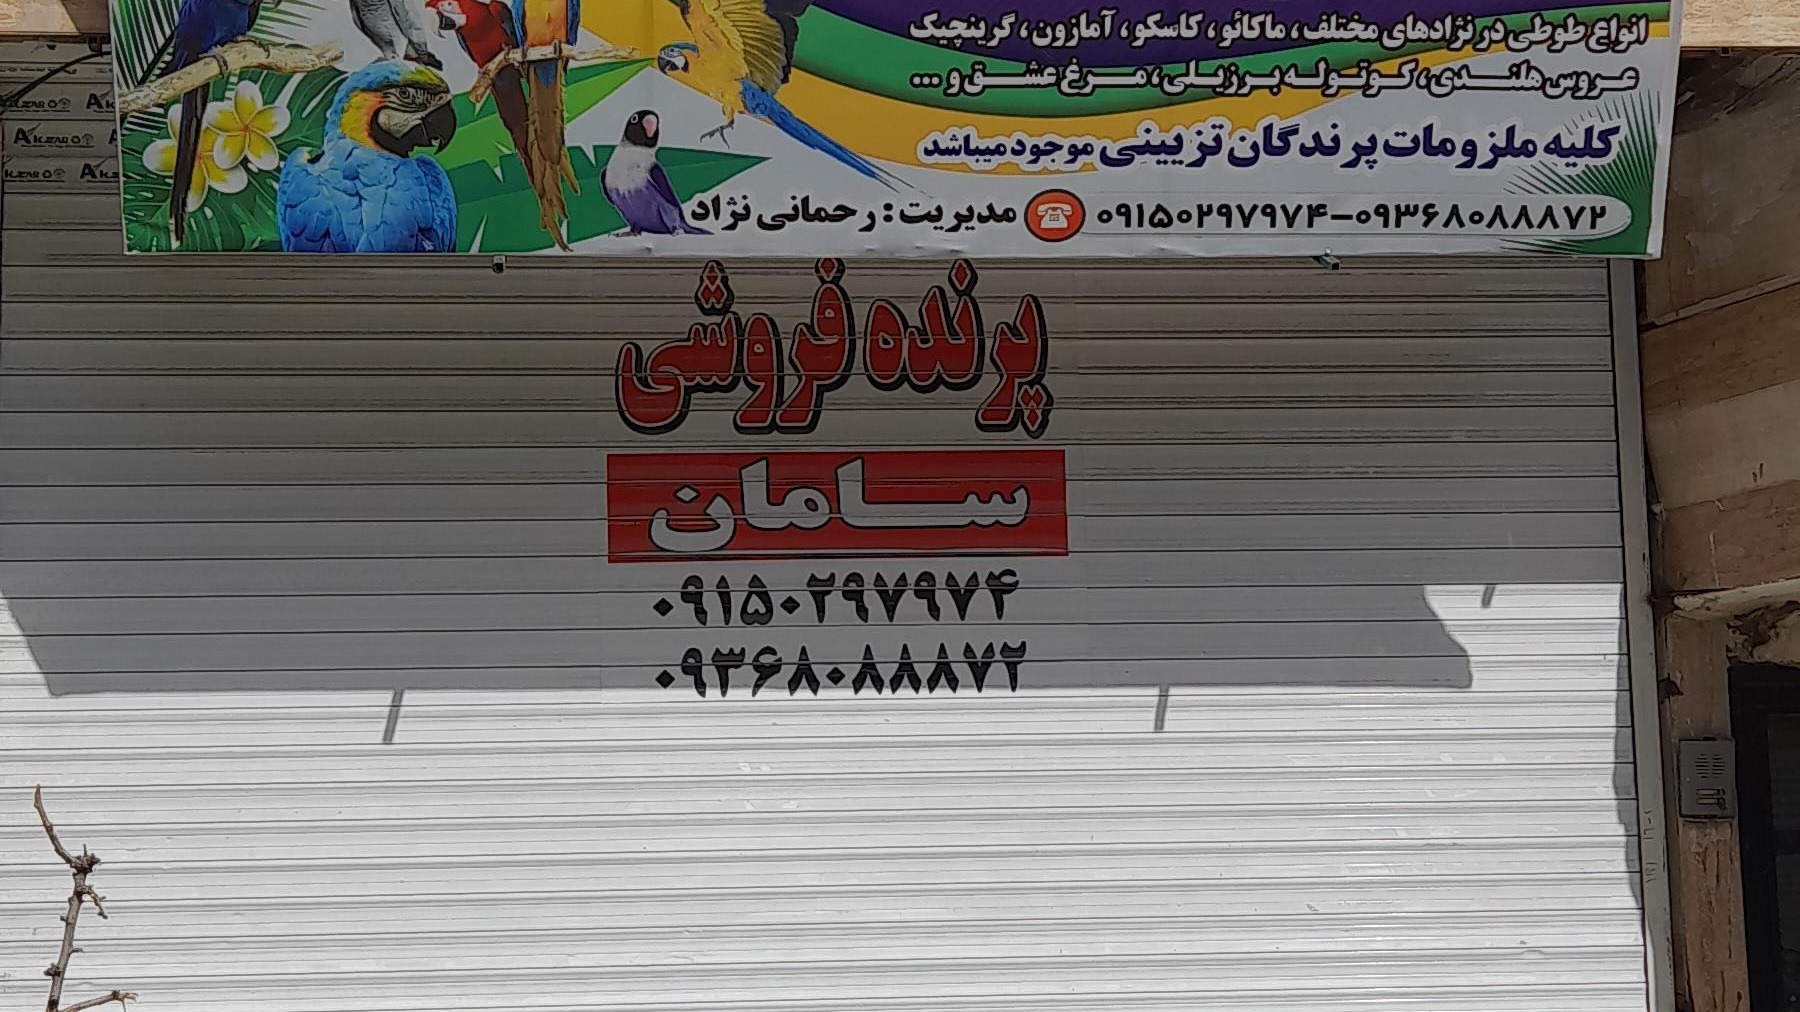 انواع طوطی در نژادهای مختلف، ماکائو، کاسکو، آمازون، گرینچیک
عروس هلندی، کوتوله برزیلی، مرغ عشق و ...
کلیه ملزومات پرندگان تزیینی موجود میباشد
مدیریت: رحمانی نژاد ۰۹۱۵۰۲۹۷۹۷۴-۰۹۳۶۸۰۸۸۸۷۲
پرنده فروشی
سامان
۰۹۱۵۰۲۹۷۹۷۴
۰۹۳۶۸۰۸۸۸۷۲
AKZARO